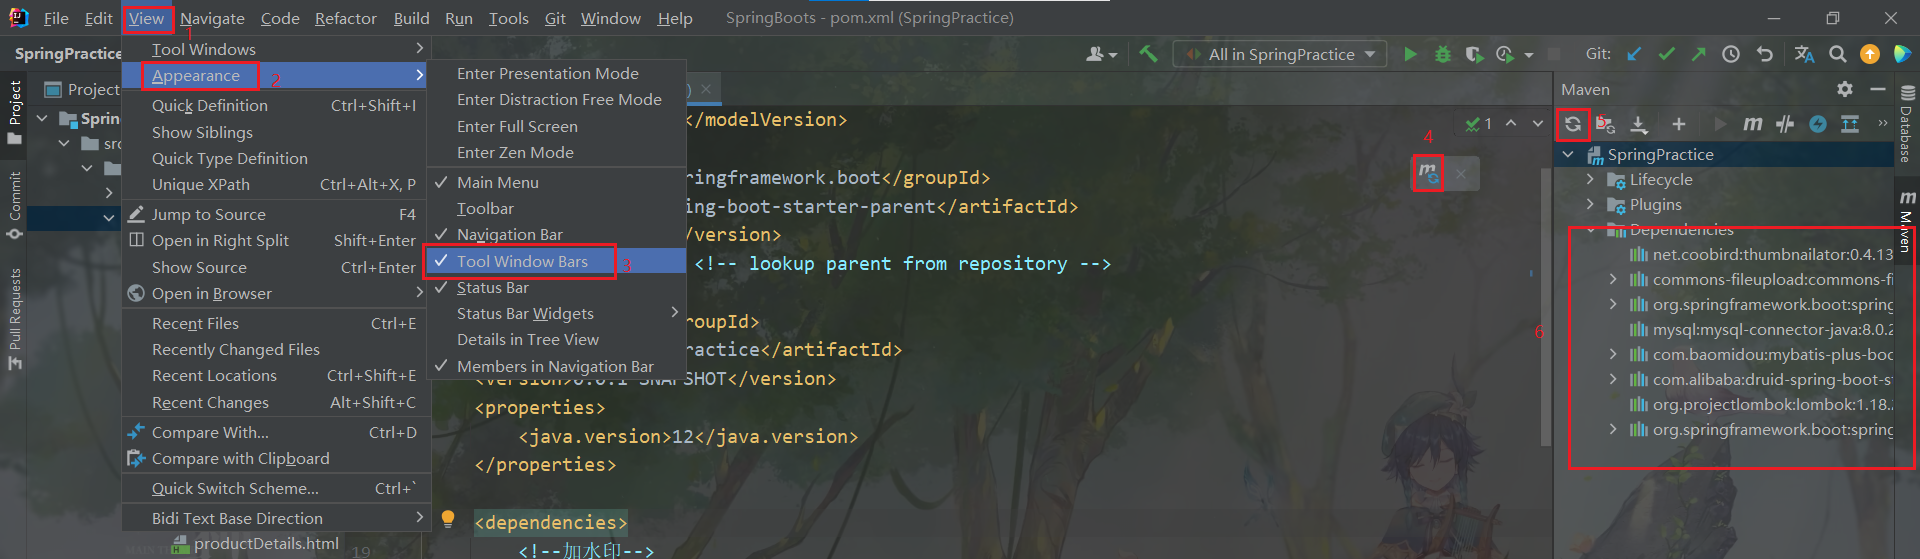 File Edit View Navigate Code Refactor Build Run Tools Git Window Help SpringBoots - pom.xml (SpringPractice)
1
SpringPractice
All in SpringPractice
Git:
Project
Commit
Pull Requests
Project
Spring
src
Tool Windows
Appearance 2
Quick Definition Ctrl+Shift+I
Show Siblings
Quick Type Definition
Unique XPath Ctrl+Alt+X, P
Jump to Source F4
Open in Right Split Shift+Enter
Show Source Ctrl+Enter
Open in Browser
Recent Files Ctrl+E
Recently Changed Files
Recent Locations Ctrl+Shift+E
Recent Changes Alt+Shift+C
Compare With... Ctrl+D
Compare with Clipboard
Quick Switch Scheme... Ctrl+`
Bidi Text Base Direction
productDetails.html
Enter Presentation Mode
Enter Distraction Free Mode
Enter Full Screen
Enter Zen Mode
Main Menu
Toolbar
Navigation Bar
Tool Window Bars 3
Status Bar
Status Bar Widgets
Details in Tree View
Members in Navigation Bar
)
</modelVersion>
ringframework.boot</groupId>
ng-boot-starter-parent</artifactId>
/version>
<!-- lookup parent from repository -->
roupId>
ractice</artifactId>
SNAPSHOT</version>
<properties>
<java.version>12</java.version>
</properties>
<dependencies>
19 <!--加水印-->
1
4
m
6
Maven
5
m
SpringPractice
Lifecycle
Plugins
Dependencies
net.coobird:thumbnailator:0.4.13
commons-fileupload:commons-fi
org.springframework.boot:spring
mysql:mysql-connector-java:8.0.2
com.baomidou:mybatis-plus-boo
com.alibaba:druid-spring-boot-s
org.projectlombok:lombok:1.18.
org.springframework.boot:spring
Database
m
Maven